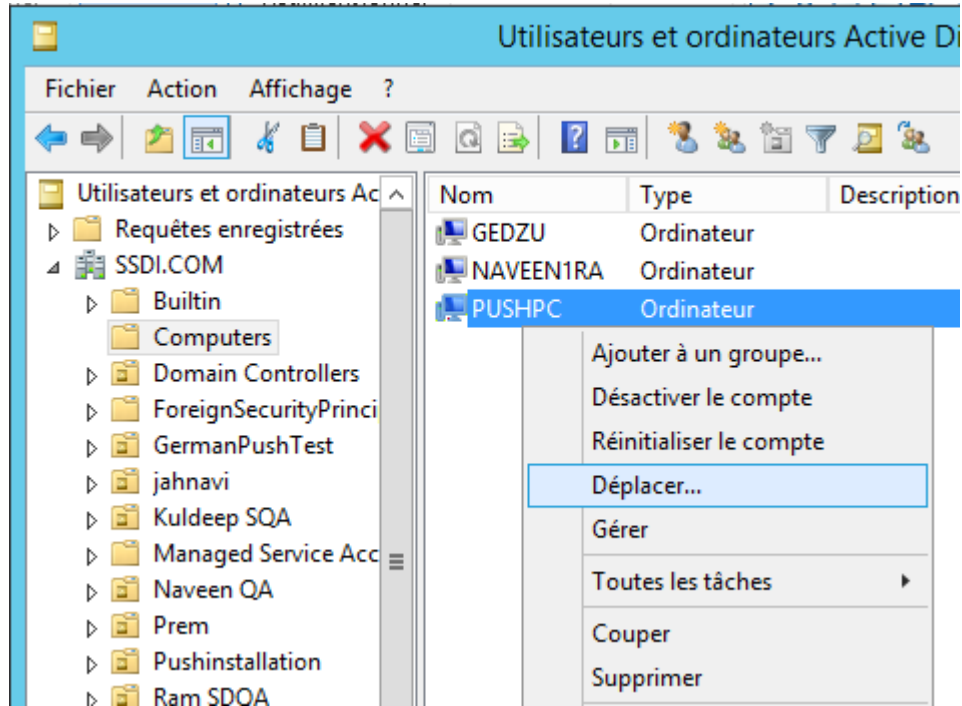 Utilisateurs et ordinateurs Active Di
Fichier Action Affichage ?
Utilisateurs et ordinateurs Ac
Requêtes enregistrées
SSDI.COM
Builtin
Computers
Domain Controllers
ForeignSecurityPrinci
GermanPushTest
jahnavi
Kuldeep SQA
Managed Service Acc
Naveen QA
Prem
Pushinstallation
Ram SDQA
Nom Type Description
GEDZU Ordinateur
NAVEEN1RA Ordinateur
PUSHPC Ordinateur
Ajouter à un groupe...
Désactiver le compte
Réinitialiser le compte
Déplacer...
Gérer
Toutes les tâches
Couper
Supprimer